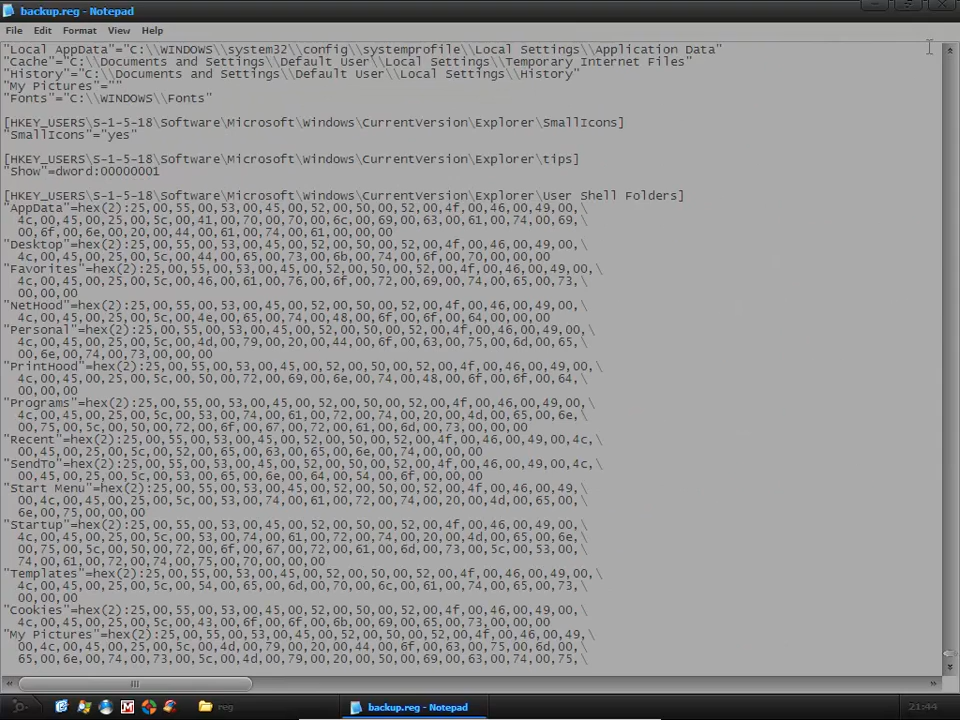 backup.reg - Notepad
File Edit Format View Help
"Local AppData"="C:\\WINDOWS\\system32\\config\\systemprofile\\Local Settings\\Application Data"
"Cache"="C:\\Documents and Settings\\Default User\\Local Settings\\Temporary Internet Files"
"History"="C:\\Documents and Settings\\Default User\\Local Settings\\History"
"My Pictures"=""
"Fonts"="C:\\WINDOWS\\Fonts"
[HKEY_USERS\S-1-5-18\Software\Microsoft\Windows\CurrentVersion\Explorer\SmallIcons]
"SmallIcons"="yes"
[HKEY_USERS\S-1-5-18\Software\Microsoft\Windows\CurrentVersion\Explorer\tips]
"Show"=dword:00000001
[HKEY_USERS\S-1-5-18\Software\Microsoft\Windows\CurrentVersion\Explorer\User Shell Folders]
"AppData"=hex(2):25,00,55,00,53,00,45,00,52,00,50,00,52,00,4f,00,46,00,49,00,\
4c,00,45,00,25,00,5c,00,41,00,70,00,70,00,6c,00,69,00,63,00,61,00,74,00,69,\
00,6f,00,6e,00,20,00,44,00,61,00,74,00,61,00,00,00
"Desktop"=hex(2):25,00,55,00,53,00,45,00,52,00,50,00,52,00,4f,00,46,00,49,00,\
4c,00,45,00,25,00,5c,00,44,00,65,00,73,00,6b,00,74,00,6f,00,70,00,00,00
"Favorites"=hex(2):25,00,55,00,53,00,45,00,52,00,50,00,52,00,4f,00,46,00,49,00,\
4c,00,45,00,25,00,5c,00,46,00,61,00,76,00,6f,00,72,00,69,00,74,00,65,00,73,\
00,00,00
"NetHood"=hex(2):25,00,55,00,53,00,45,00,52,00,50,00,52,00,4f,00,46,00,49,00,\
4c,00,45,00,25,00,5c,00,4e,00,65,00,74,00,48,00,6f,00,6f,00,64,00,00,00
"Personal"=hex(2):25,00,55,00,53,00,45,00,52,00,50,00,52,00,4f,00,46,00,49,00,\
4c,00,45,00,25,00,5c,00,4d,00,79,00,20,00,44,00,6f,00,63,00,75,00,6d,00,65,\
00,6e,00,74,00,73,00,00,00
"PrintHood"=hex(2):25,00,55,00,53,00,45,00,52,00,50,00,52,00,4f,00,46,00,49,00,\
4c,00,45,00,25,00,5c,00,50,00,72,00,69,00,6e,00,74,00,48,00,6f,00,6f,00,64,\
00,00,00
"Programs"=hex(2):25,00,55,00,53,00,45,00,52,00,50,00,52,00,4f,00,46,00,49,00,\
4c,00,45,00,25,00,5c,00,53,00,74,00,61,00,72,00,74,00,20,00,4d,00,65,00,6e,\
00,75,00,5c,00,50,00,72,00,6f,00,67,00,72,00,61,00,6d,00,73,00,00,00
"Recent"=hex(2):25,00,55,00,53,00,45,00,52,00,50,00,52,00,4f,00,46,00,49,00,4c,\
00,45,00,25,00,5c,00,52,00,65,00,63,00,65,00,6e,00,74,00,00,00
"SendTo"=hex(2):25,00,55,00,53,00,45,00,52,00,50,00,52,00,4f,00,46,00,49,00,4c,\
00,45,00,25,00,5c,00,53,00,65,00,6e,00,64,00,54,00,6f,00,00,00
"Start Menu"=hex(2):25,00,55,00,53,00,45,00,52,00,50,00,52,00,4f,00,46,00,49,\
00,4c,00,45,00,25,00,5c,00,53,00,74,00,61,00,72,00,74,00,20,00,4d,00,65,00,\
6e,00,75,00,00,00
"Startup"=hex(2):25,00,55,00,53,00,45,00,52,00,50,00,52,00,4f,00,46,00,49,00,\
4c,00,45,00,25,00,5c,00,53,00,74,00,61,00,72,00,74,00,20,00,4d,00,65,00,6e,\
00,75,00,5c,00,50,00,72,00,6f,00,67,00,72,00,61,00,6d,00,73,00,5c,00,53,00,\
74,00,61,00,72,00,74,00,75,00,70,00,00,00
"Templates"=hex(2):25,00,55,00,53,00,45,00,52,00,50,00,52,00,4f,00,46,00,49,00,\
4c,00,45,00,25,00,5c,00,54,00,65,00,6d,00,70,00,6c,00,61,00,74,00,65,00,73,\
00,00,00
"Cookies"=hex(2):25,00,55,00,53,00,45,00,52,00,50,00,52,00,4f,00,46,00,49,00,\
4c,00,45,00,25,00,5c,00,43,00,6f,00,6f,00,6b,00,69,00,65,00,73,00,00,00
"My Pictures"=hex(2):25,00,55,00,53,00,45,00,52,00,50,00,52,00,4f,00,46,00,49,\
00,4c,00,45,00,25,00,5c,00,4d,00,79,00,20,00,44,00,6f,00,63,00,75,00,6d,00,\
65,00,6e,00,74,00,73,00,5c,00,4d,00,79,00,20,00,50,00,69,00,63,00,74,00,75,\
reg
backup.reg - Notepad
21:44